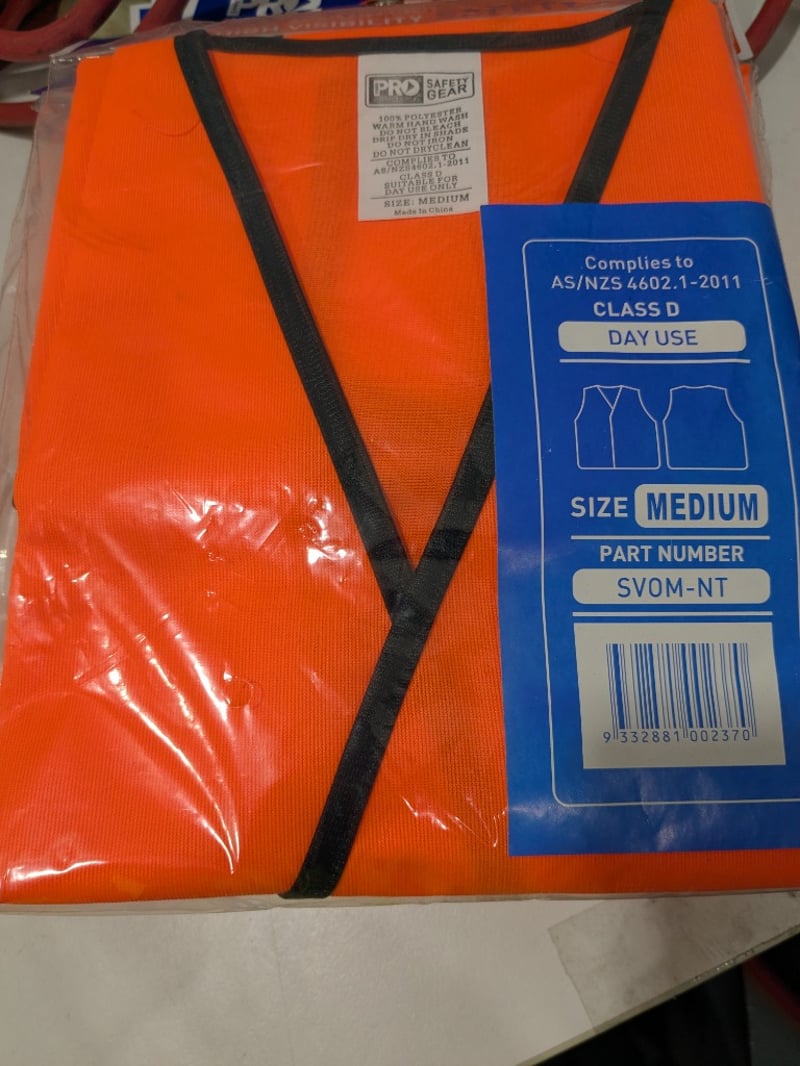 PRO
VISIBILITY
PRO SAFETY
GEAR
100% POLYESTER
WARM HAND WASH
DO NOT BLEACH
DRIP DRY IN SHADE
DO NOT IRON
DO NOT DRYCLEAN
COMPLIES TO
AS/NZS4602.1-2011
CLASS D
SUITABLE FOR
DAY USE ONLY
SIZE: MEDIUM
Made In China
Complies to
AS/NZS 4602.1-2011
CLASS D
DAY USE
SIZE MEDIUM
PART NUMBER
SVOM-NT
9 332881 002370